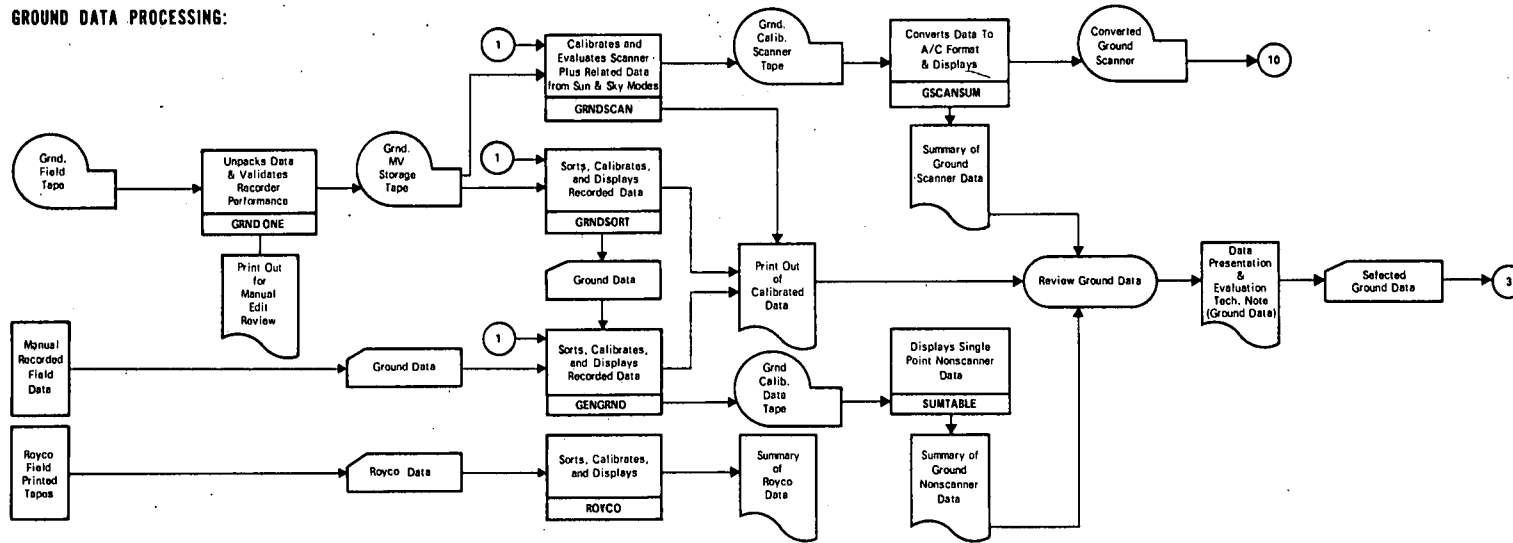 GROUND DATA PROCESSING:
1
Calibrates and
Evaluates Scanner
Plus Related Data
from Sun & Sky Modes
GRNDSCAN
Grnd.
Calib.
Scanner
Tape
Converts Data To
A/C Format
& Displays
GSCANSUM
Converted
Ground
Scanner
10
Grnd.
Field
Tape
Unpacks Data
& Validates
Recorder
Performance
GRND ONE
Grnd.
MV
Storage
Tape
1
Sorts, Calibrates,
and Displays
Recorded Data
GRNDSORT
Summary of
Ground
Scanner Data
Print Out
for
Manual
Edit
Review
Ground Data
Print Out
of
Calibrated
Data
Review Ground Data
Data
Presentation
&
Evaluation
Tech. Note
(Ground Data)
Selected
Ground Data
3
Manual
Recorded
Field
Data
Ground Data
1
Sorts, Calibrates,
and Displays
Recorded Data
GENGRND
Grnd
Calib.
Data
Tape
Displays Single
Point Nonscanner
Data
SUMTABLE
Royco
Field
Printed
Tapes
Royco Data
Sorts, Calibrates,
and Displays
ROYCO
Summary
of
Royco
Data
Summary
of Ground
Nonscanner
Data